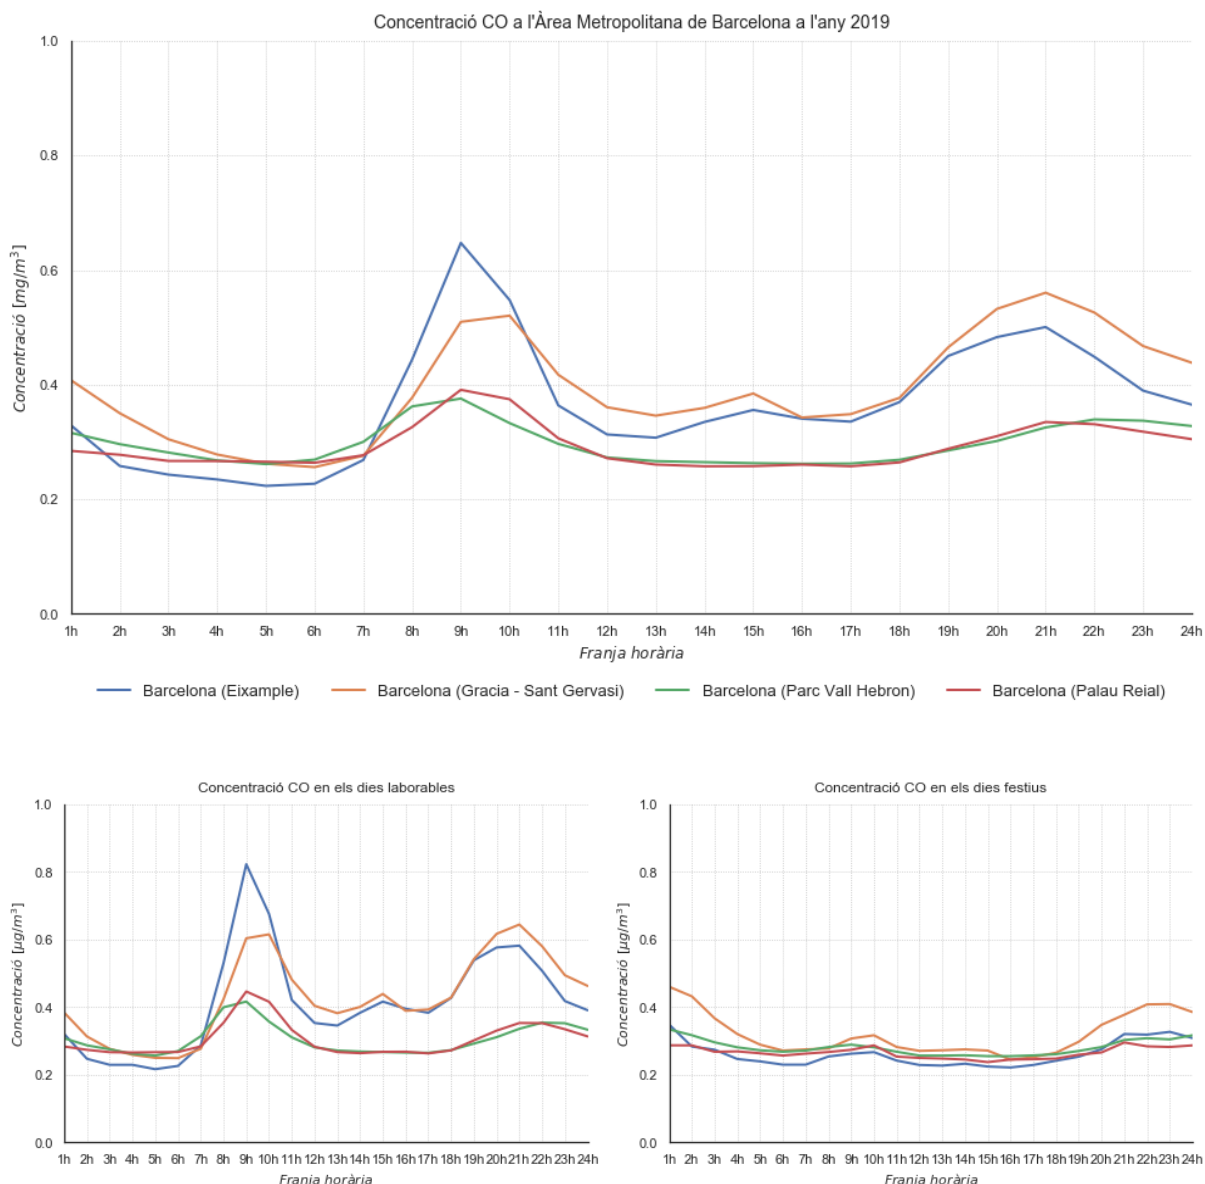 Concentració CO a l'Àrea Metropolitana de Barcelona a l'any 2019
Concentració [mg/m³]
1.0
0.8
0.6
0.4
0.2
0.0
1h 2h 3h 4h 5h 6h 7h 8h 9h 10h 11h 12h 13h 14h 15h 16h 17h 18h 19h 20h 21h 22h 23h 24h
Franja horària
Barcelona (Eixample) Barcelona (Gracia - Sant Gervasi) Barcelona (Parc Vall Hebron) Barcelona (Palau Reial)
Concentració CO en els dies laborables
Concentració [µg/m³]
1.0
0.8
0.6
0.4
0.2
0.0
1h 2h 3h 4h 5h 6h 7h 8h 9h 10h 11h 12h 13h 14h 15h 16h 17h 18h 19h 20h 21h 22h 23h 24h
Franja horària
Concentració CO en els dies festius
Concentració [µg/m³]
1.0
0.8
0.6
0.4
0.2
0.0
1h 2h 3h 4h 5h 6h 7h 8h 9h 10h 11h 12h 13h 14h 15h 16h 17h 18h 19h 20h 21h 22h 23h 24h
Franja horària